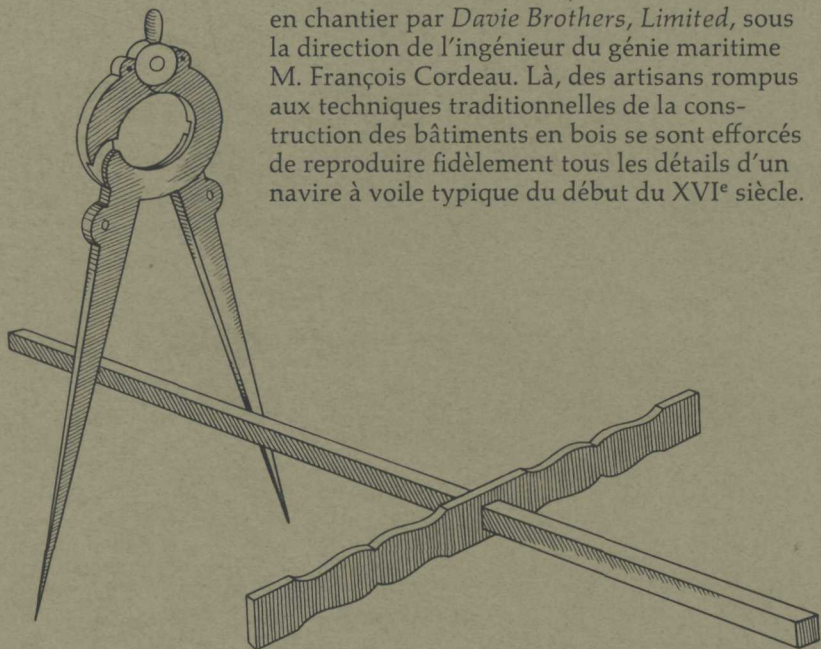 en chantier par Davie Brothers, Limited, sous
la direction de l'ingénieur du génie maritime
M. François Cordeau. Là, des artisans rompus
aux techniques traditionnelles de la cons-
truction des bâtiments en bois se sont efforcés
de reproduire fidèlement tous les détails d'un
navire à voile typique du début du XVIᵉ siècle.